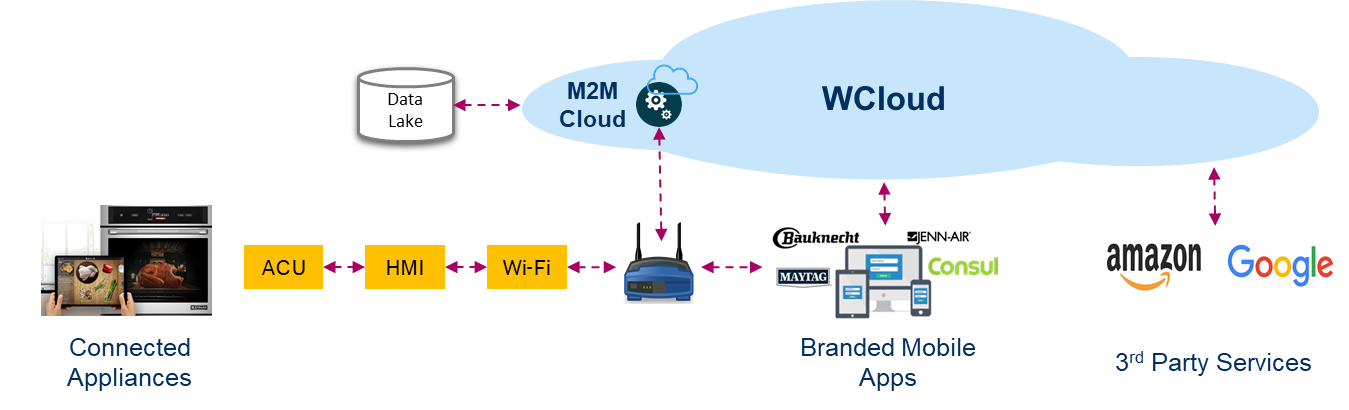 WCloud
M2M
Cloud
Data
Lake
ACU
HMI
Wi-Fi
Bauknecht
JENN-AIR
MAYTAG
Consul
amazon
Google
Connected
Appliances
Branded Mobile
Apps
3rd Party Services